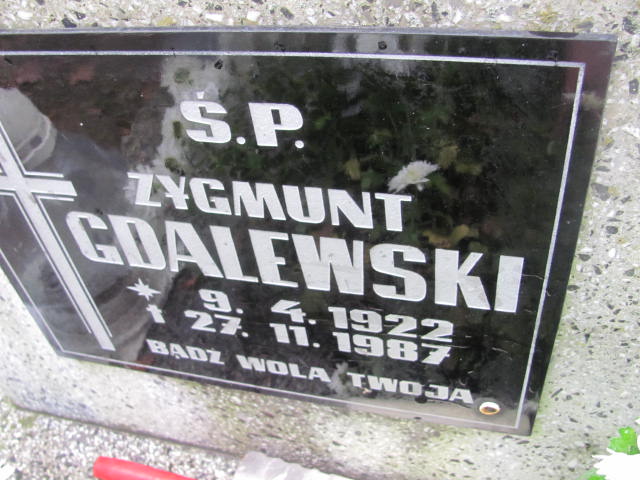 Ś.P.
ZYGMUNT
GDALEWSKI
* 9. 4. 1922
† 27. 11. 1987
BĄDŹ WOLA TWOJA